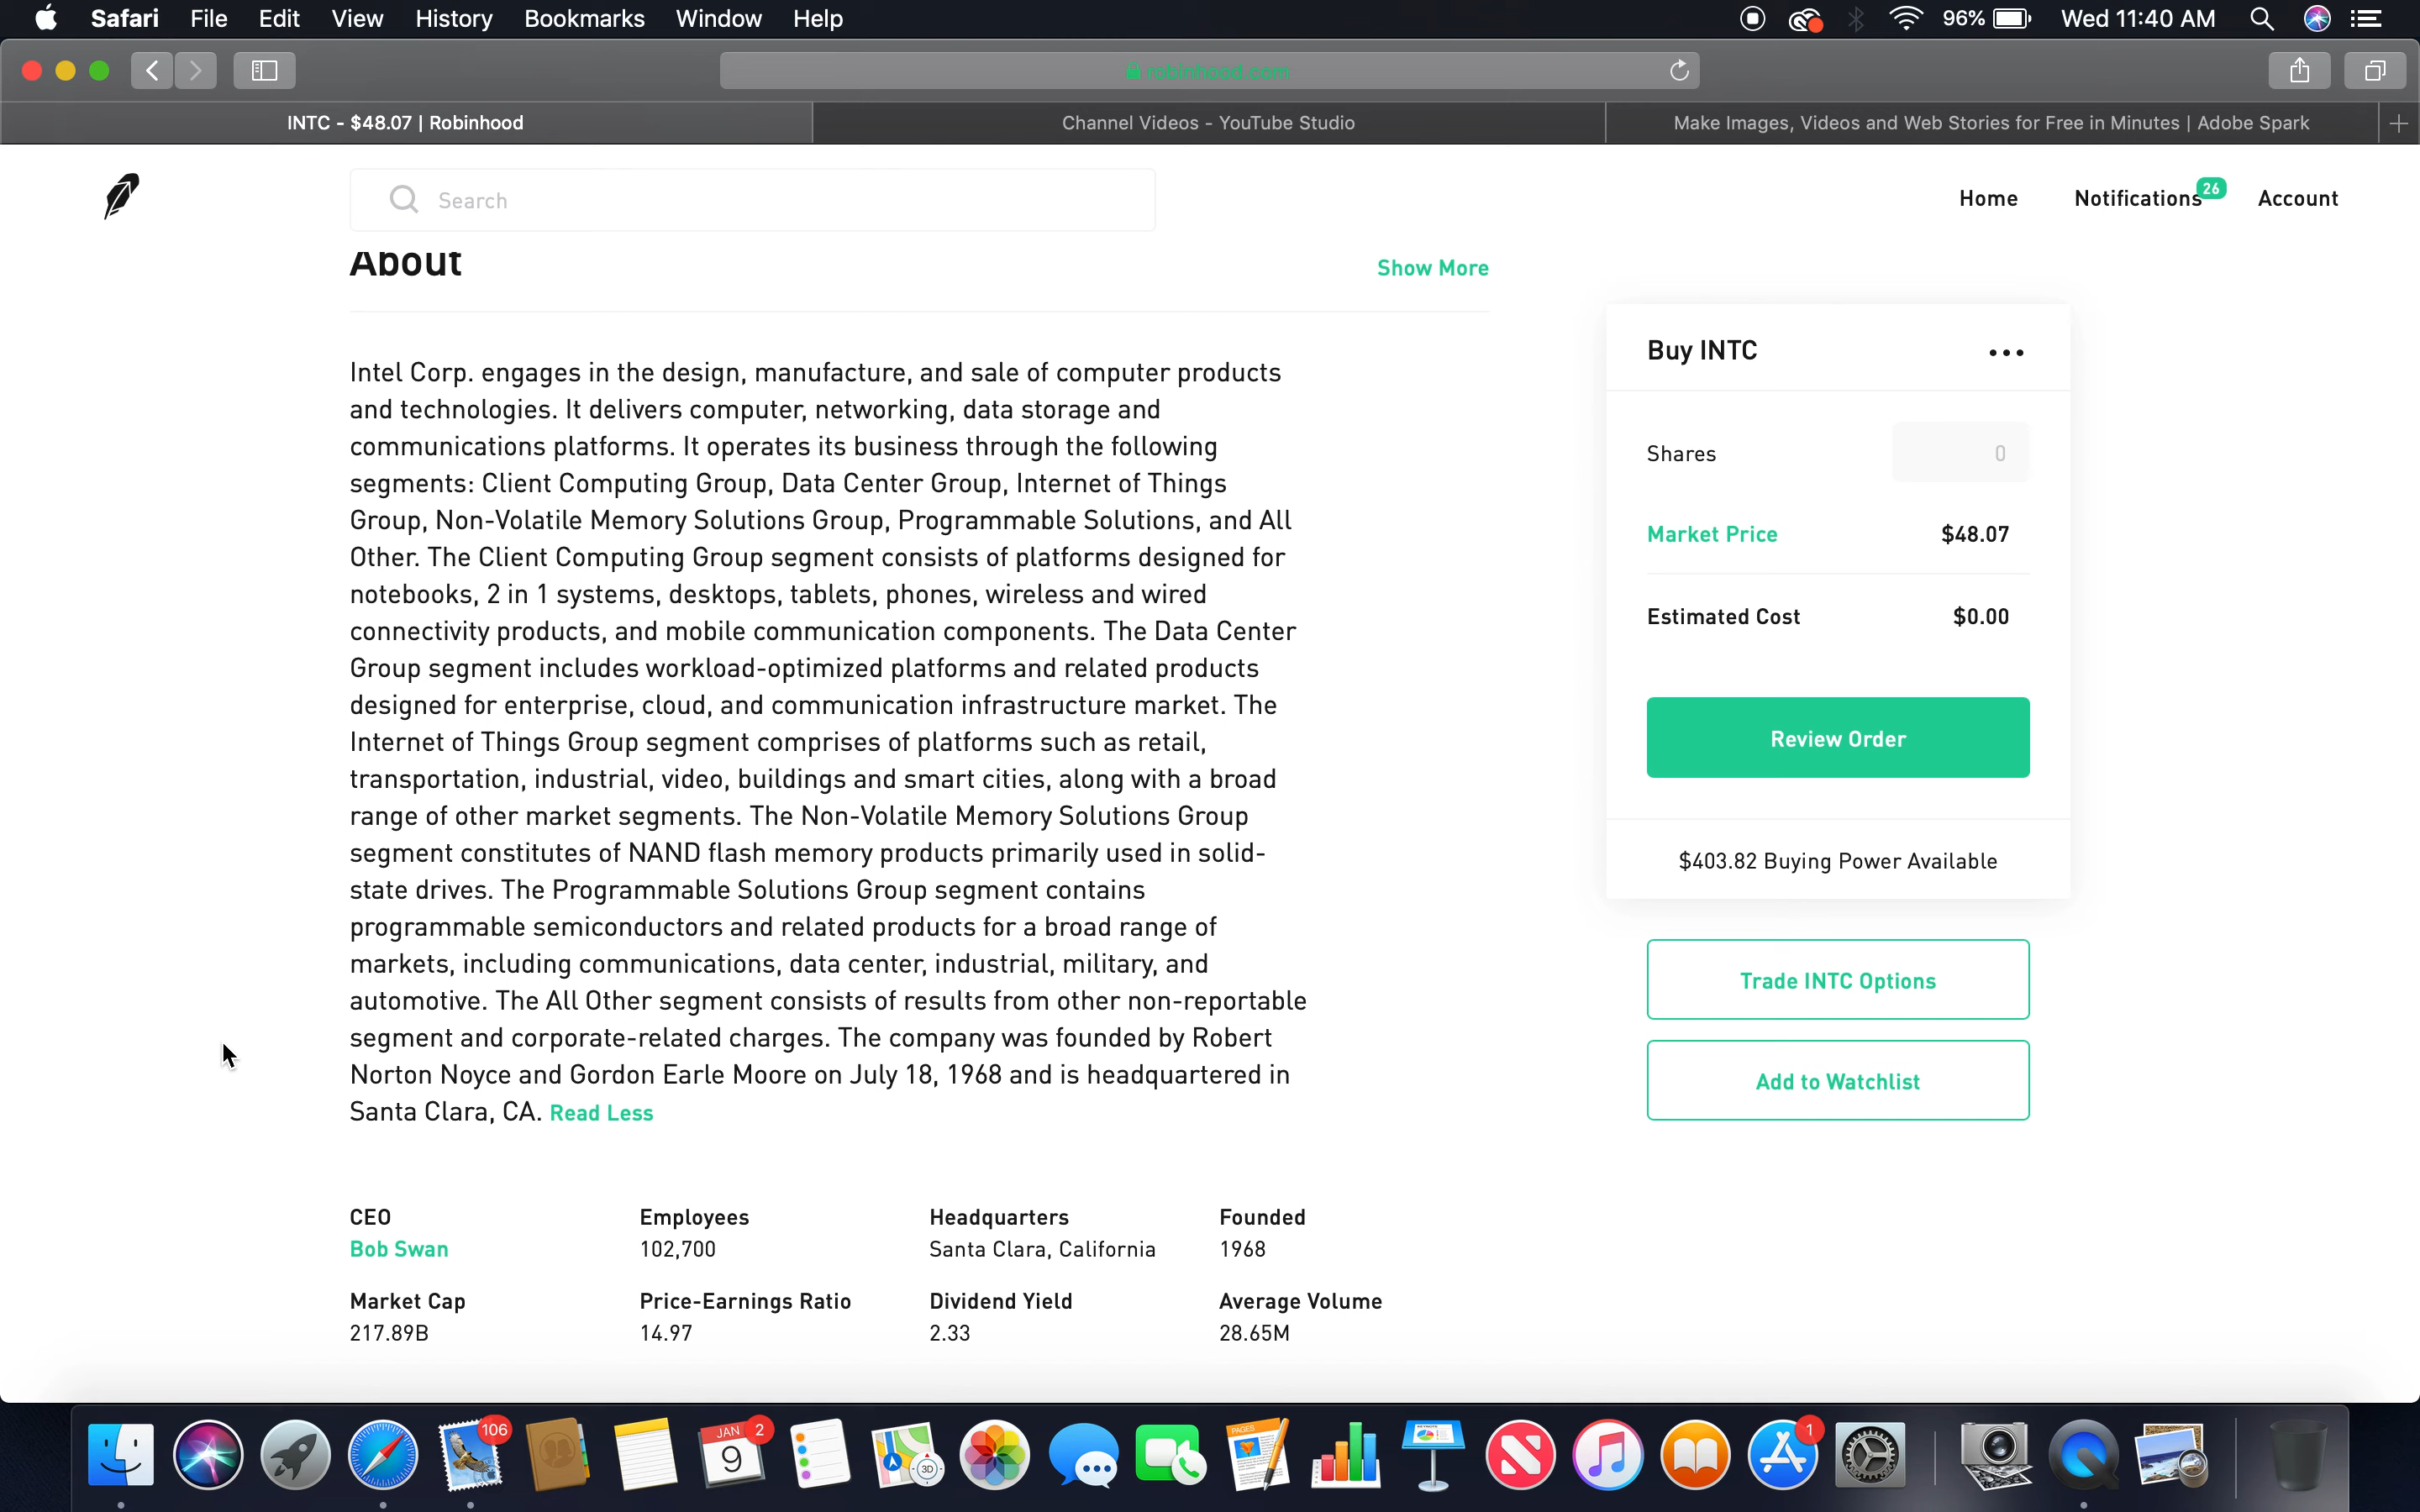 Safari File Edit View History Bookmarks Window Help 96% Wed 11:40 AM
robinhood.com
INTC - $48.07 | Robinhood
Channel Videos - YouTube Studio
Make Images, Videos and Web Stories for Free in Minutes | Adobe Spark
Search
Home
Notifications 26
Account
About
Show More
Intel Corp. engages in the design, manufacture, and sale of computer products
and technologies. It delivers computer, networking, data storage and
communications platforms. It operates its business through the following
segments: Client Computing Group, Data Center Group, Internet of Things
Group, Non-Volatile Memory Solutions Group, Programmable Solutions, and All
Other. The Client Computing Group segment consists of platforms designed for
notebooks, 2 in 1 systems, desktops, tablets, phones, wireless and wired
connectivity products, and mobile communication components. The Data Center
Group segment includes workload-optimized platforms and related products
designed for enterprise, cloud, and communication infrastructure market. The
Internet of Things Group segment comprises of platforms such as retail,
transportation, industrial, video, buildings and smart cities, along with a broad
range of other market segments. The Non-Volatile Memory Solutions Group
segment constitutes of NAND flash memory products primarily used in solid-
state drives. The Programmable Solutions Group segment contains
programmable semiconductors and related products for a broad range of
markets, including communications, data center, industrial, military, and
automotive. The All Other segment consists of results from other non-reportable
segment and corporate-related charges. The company was founded by Robert
Norton Noyce and Gordon Earle Moore on July 18, 1968 and is headquartered in
Santa Clara, CA. Read Less
CEO
Bob Swan
Employees
102,700
Headquarters
Santa Clara, California
Founded
1968
Market Cap
217.89B
Price-Earnings Ratio
14.97
Dividend Yield
2.33
Average Volume
28.65M
Buy INTC
Shares 0
Market Price $48.07
Estimated Cost $0.00
Review Order
$403.82 Buying Power Available
Trade INTC Options
Add to Watchlist
106
JAN 2
9
3D
PAGES
1